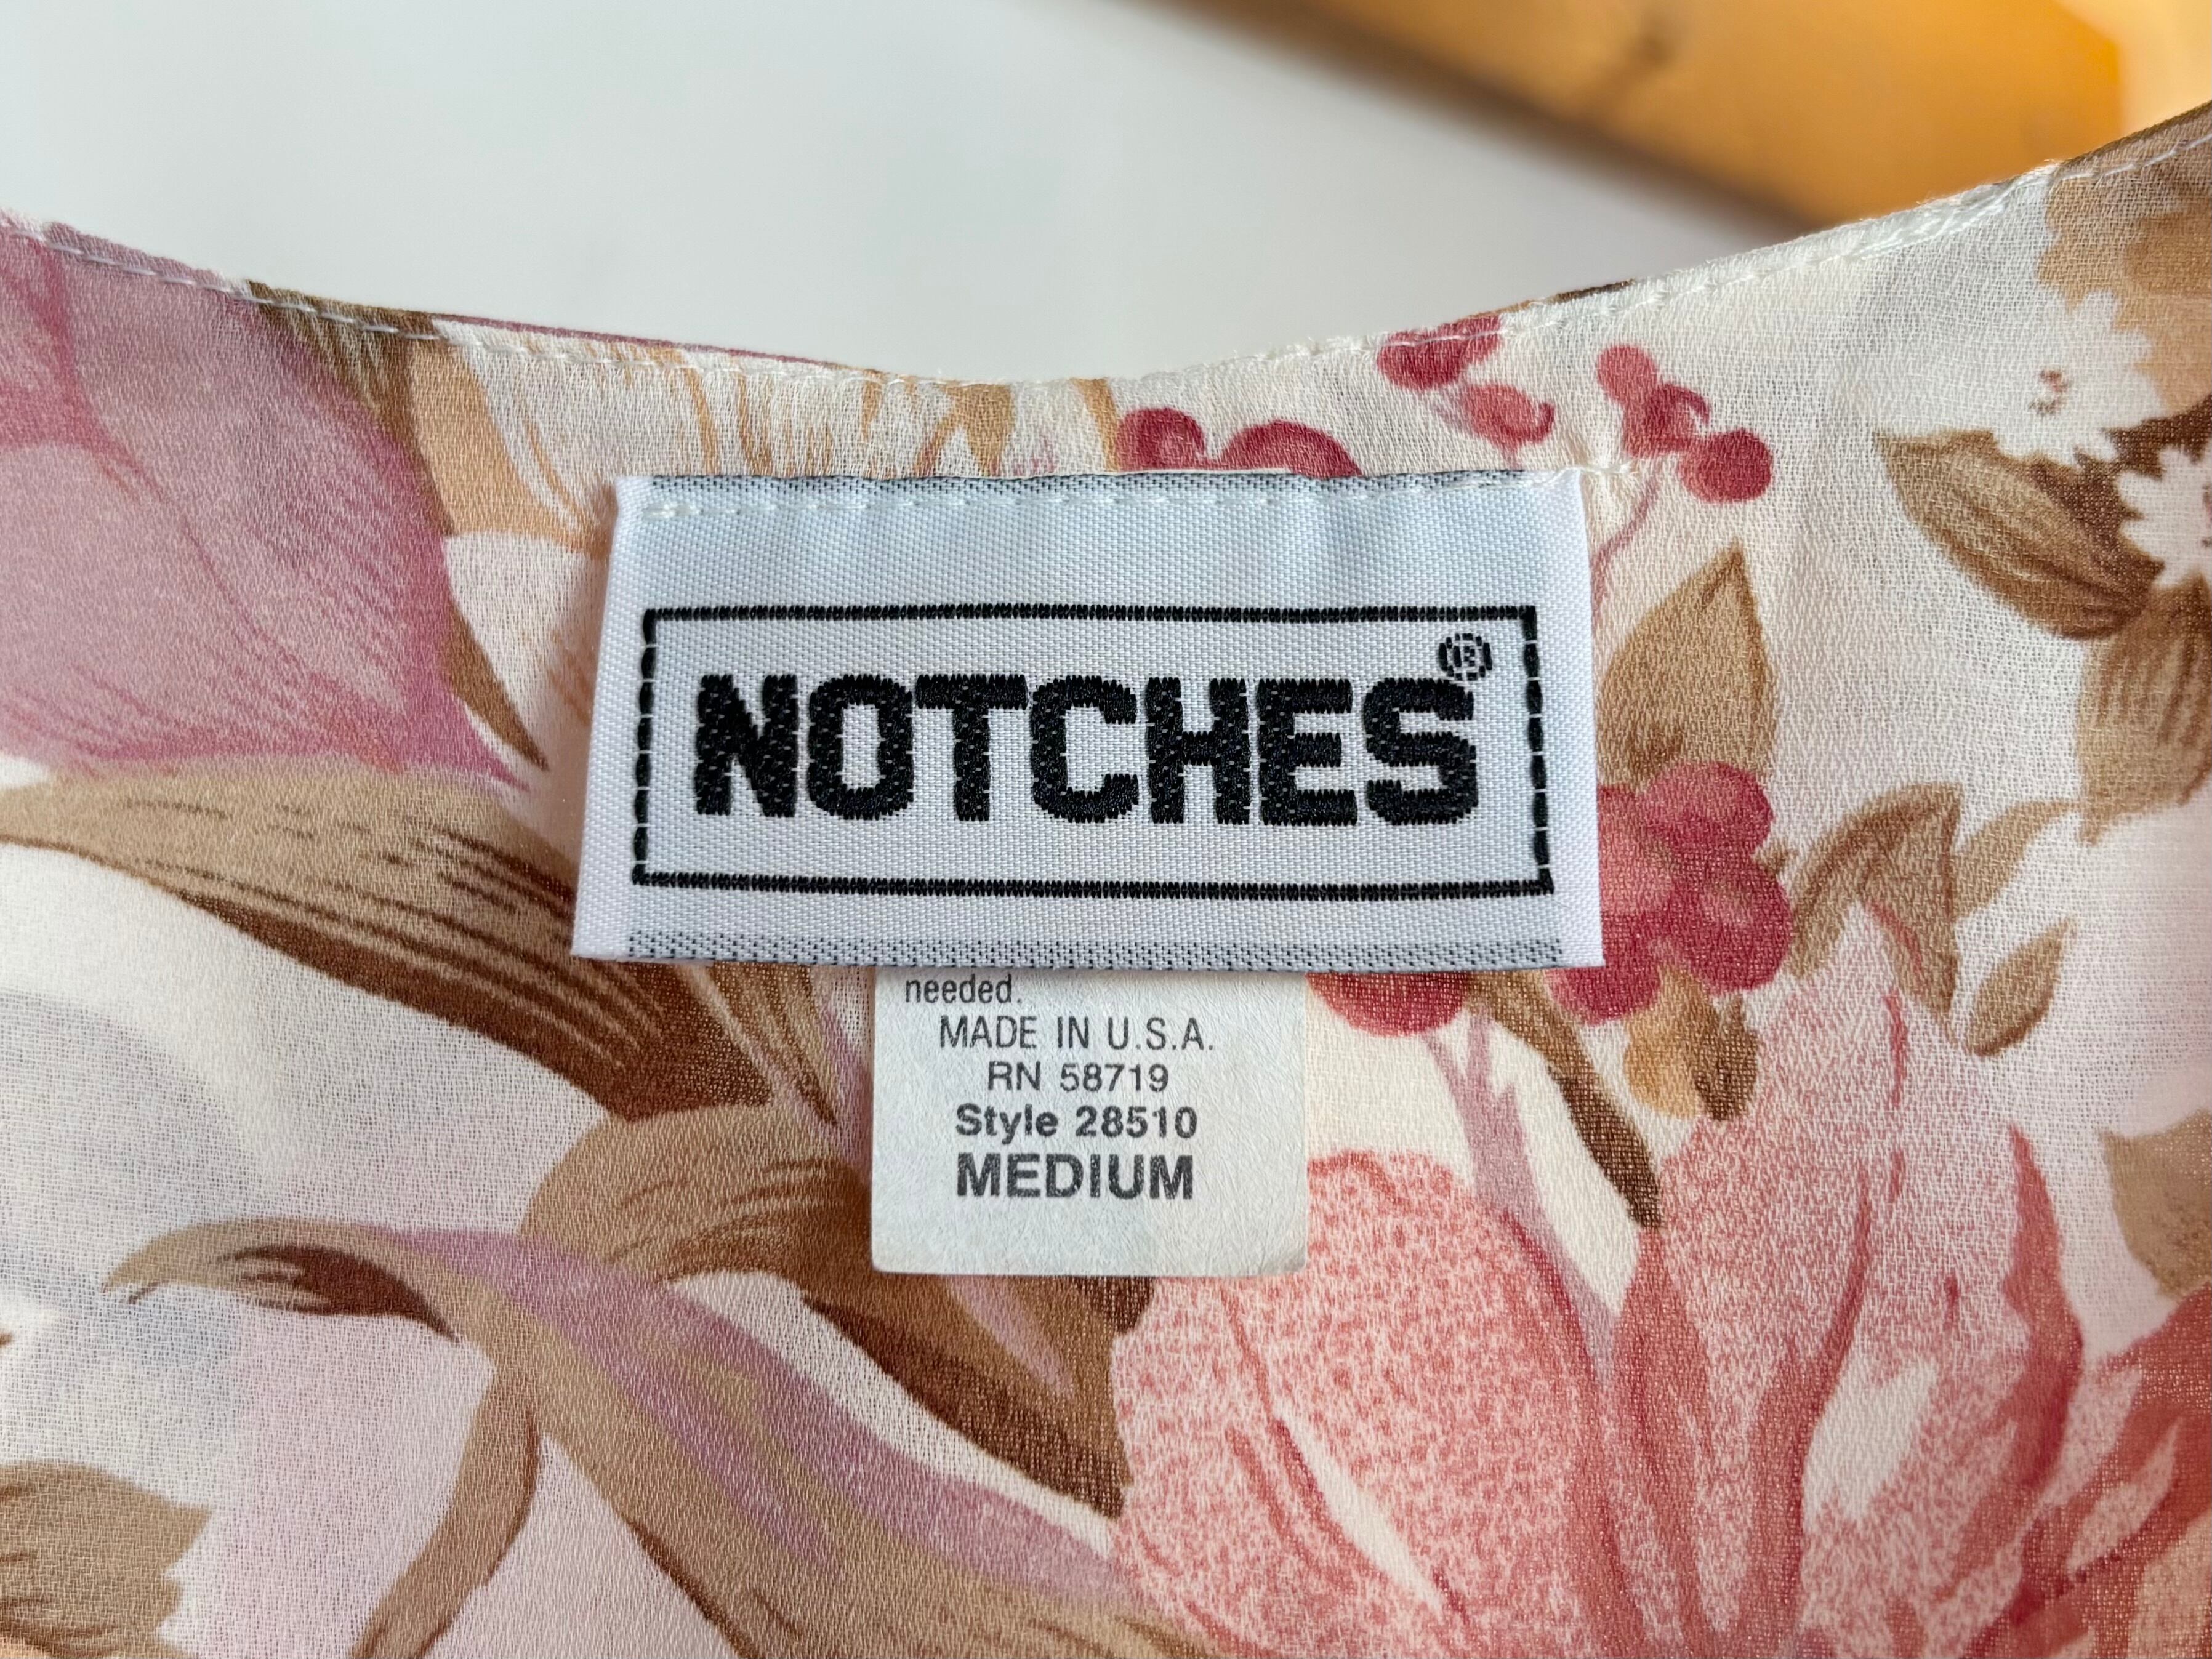 NOTCHES®
needed.
MADE IN U.S.A.
RN 58719
Style 28510
MEDIUM